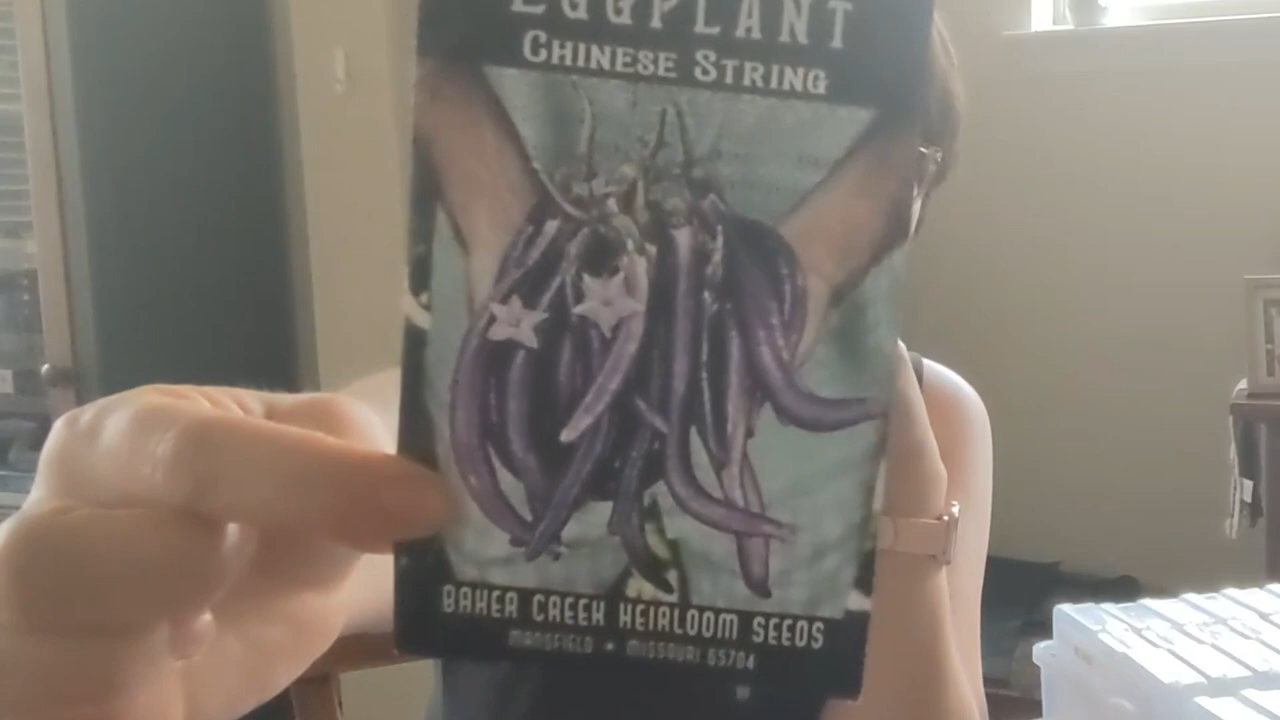 EGGPLANT
CHINESE STRING
BAKER CREEK HEIRLOOM SEEDS
MANSFIELD • MISSOURI 65704